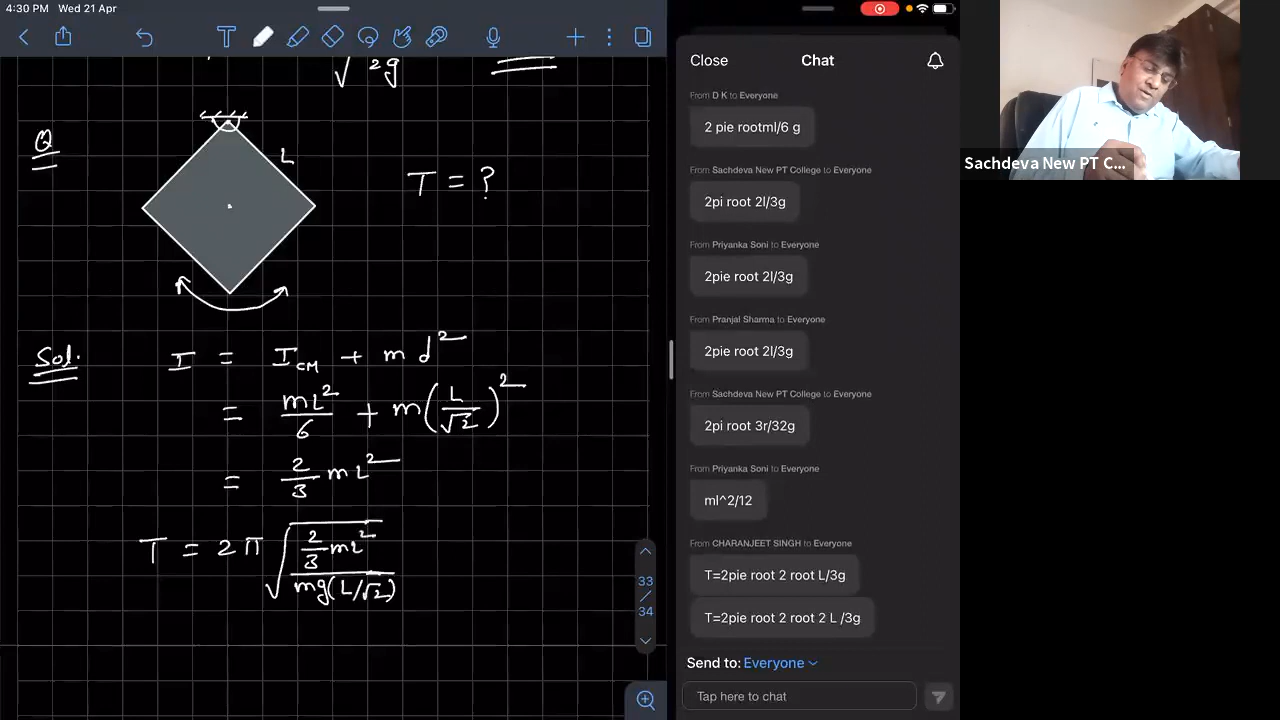 4:30 PM Wed 21 Apr
√ 2g
Q
L
T = ?
Sol. I = I_CM + m d²
= mL²/6 + m(L/√2)²
= 2/3 mL²
T = 2π √(2/3 mL² / mg(L/√2))
33
/
34
Close
Chat
From D K to Everyone
2 pie rootml/6 g
From Sachdeva New PT College to Everyone
2pi root 2l/3g
From Priyanka Soni to Everyone
2pie root 2l/3g
From Pranjal Sharma to Everyone
2pie root 2l/3g
From Sachdeva New PT College to Everyone
2pi root 3r/32g
From Priyanka Soni to Everyone
ml^2/12
From CHARANJEET SINGH to Everyone
T=2pie root 2 root L/3g
T=2pie root 2 root 2 L /3g
Send to: Everyone
Tap here to chat
Sachdeva New PT C...